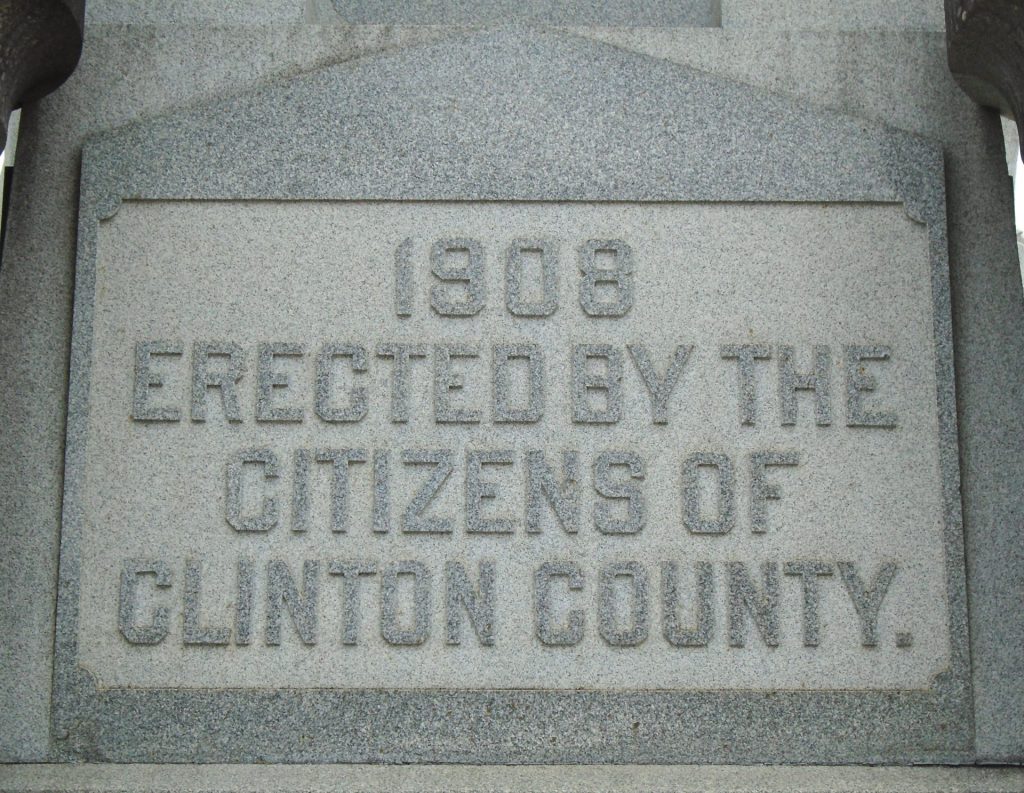 1908
ERECTED BY THE
CITIZENS OF
CLINTON COUNTY.